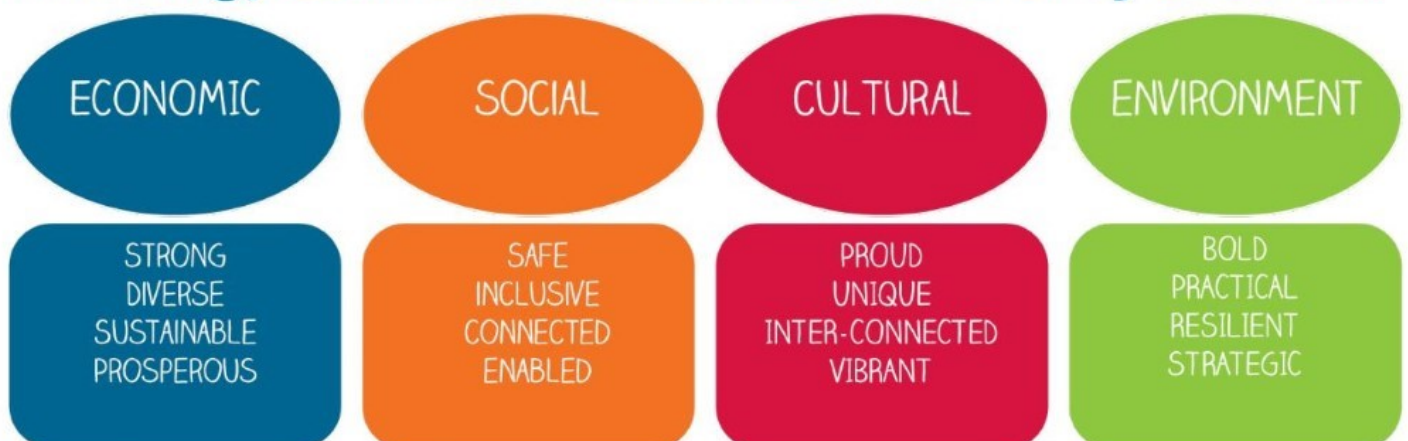 ECONOMIC
SOCIAL
CULTURAL
ENVIRONMENT
STRONG
DIVERSE
SUSTAINABLE
PROSPEROUS
SAFE
INCLUSIVE
CONNECTED
ENABLED
PROUD
UNIQUE
INTER-CONNECTED
VIBRANT
BOLD
PRACTICAL
RESILIENT
STRATEGIC